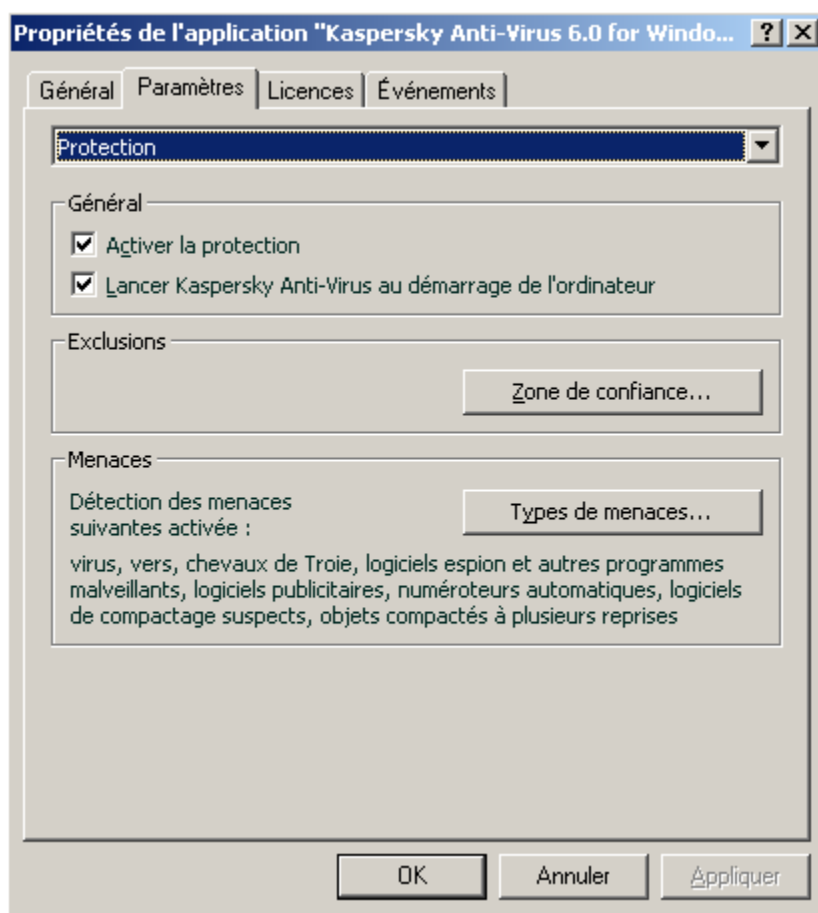 Propriétés de l'application "Kaspersky Anti-Virus 6.0 for Windo...
Général Paramètres Licences Événements
Protection
Général
Activer la protection
Lancer Kaspersky Anti-Virus au démarrage de l'ordinateur
Exclusions
Zone de confiance...
Menaces
Détection des menaces
suivantes activée :
Types de menaces...
virus, vers, chevaux de Troie, logiciels espion et autres programmes
malveillants, logiciels publicitaires, numéroteurs automatiques, logiciels
de compactage suspects, objets compactés à plusieurs reprises
OK Annuler Appliquer